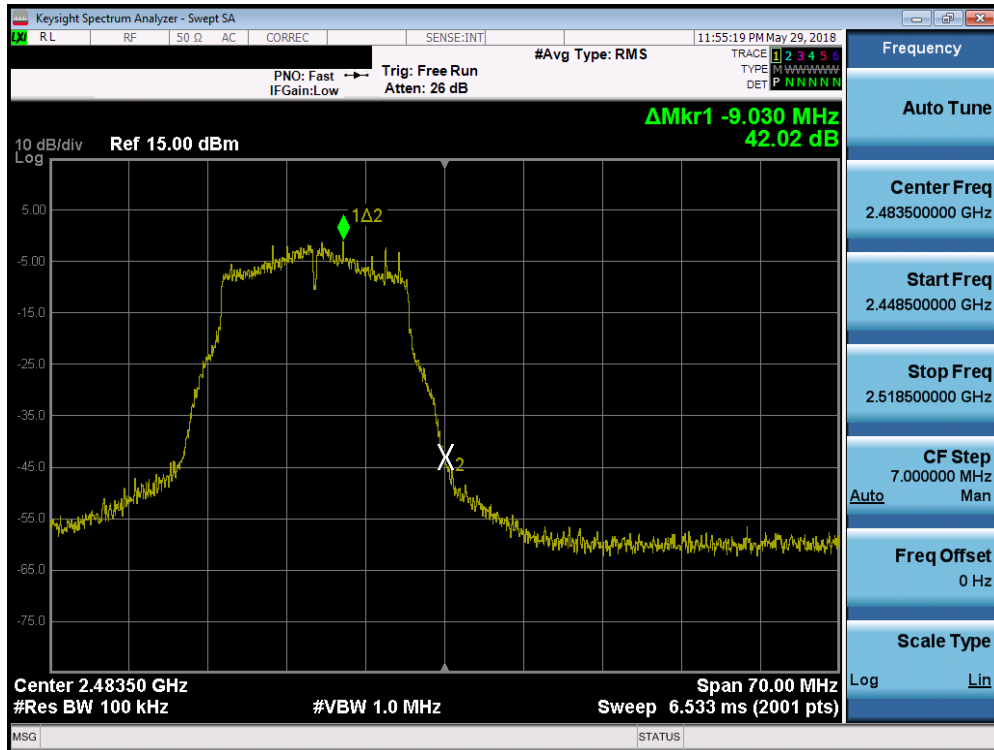 Keysight Spectrum Analyzer - Swept SA
LXI RL RF 50 Ω AC CORREC SENSE:INT 11:55:19 PM May 29, 2018
#Avg Type: RMS TRACE 1 2 3 4 5 6
PNO: Fast Trig: Free Run TYPE M W W W W W
IFGain:Low Atten: 26 dB DET P N N N N N
ΔMkr1 -9.030 MHz
42.02 dB
10 dB/div Ref 15.00 dBm
Log
1Δ2
5.00
-5.00
-15.0
-25.0
-35.0
-45.0
2
-55.0
-65.0
-75.0
Center 2.48350 GHz Span 70.00 MHz
#Res BW 100 kHz #VBW 1.0 MHz Sweep 6.533 ms (2001 pts)
MSG STATUS
Frequency
Auto Tune
Center Freq
2.483500000 GHz
Start Freq
2.448500000 GHz
Stop Freq
2.518500000 GHz
CF Step
7.000000 MHz
Auto Man
Freq Offset
0 Hz
Scale Type
Log Lin